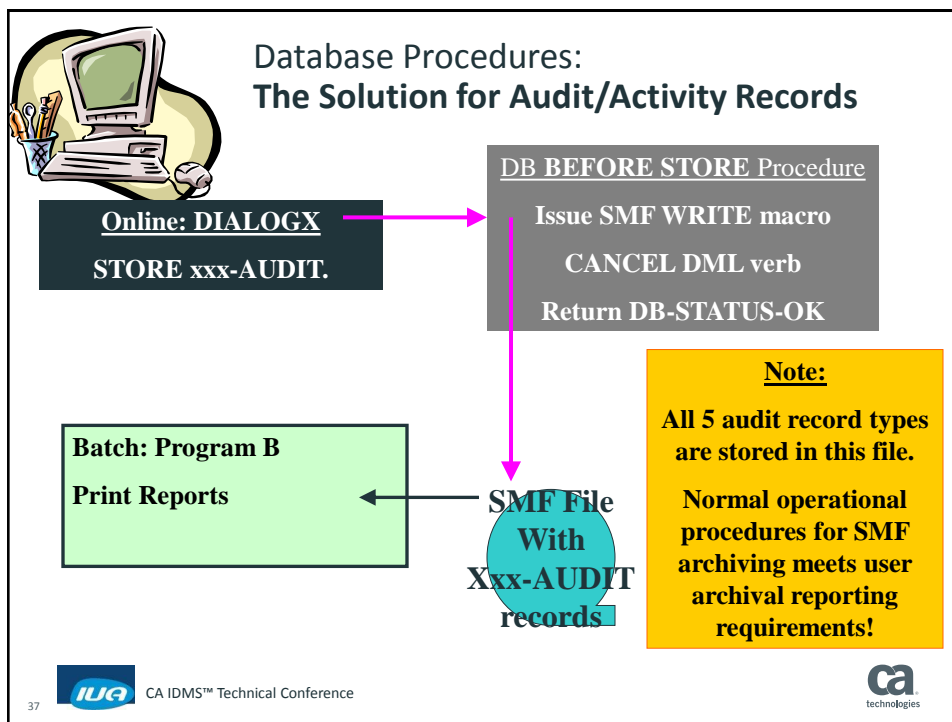 Database Procedures:
The Solution for Audit/Activity Records
DB BEFORE STORE Procedure
Issue SMF WRITE macro
CANCEL DML verb
Return DB-STATUS-OK
Online: DIALOGX
STORE xxx-AUDIT.
Note:
All 5 audit record types
are stored in this file.
Normal operational
procedures for SMF
archiving meets user
archival reporting
requirements!
Batch: Program B
Print Reports
SMF File
With
Xxx-AUDIT
records
37
IUA
CA IDMS™ Technical Conference
ca
technologies